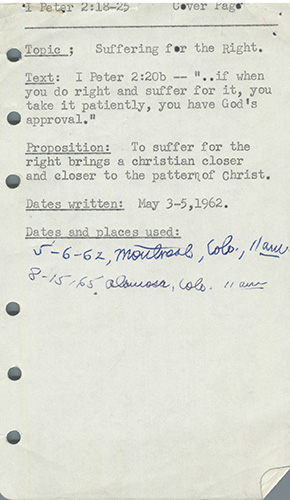 I Peter 2:18-25 Cover Page
Topic ; Suffering for the Right.
Text: I Peter 2:20b -- "..if when
you do right and suffer for it, you
take it patiently, you have God's
approval."
Proposition: To suffer for the
right brings a christian closer
and closer to the pattern of Christ.
Dates written: May 3-5,1962.
Dates and places used:
5-6-62, Montrose, Colo., 11 am
8-15-65 Alamosa, Colo. 11 am